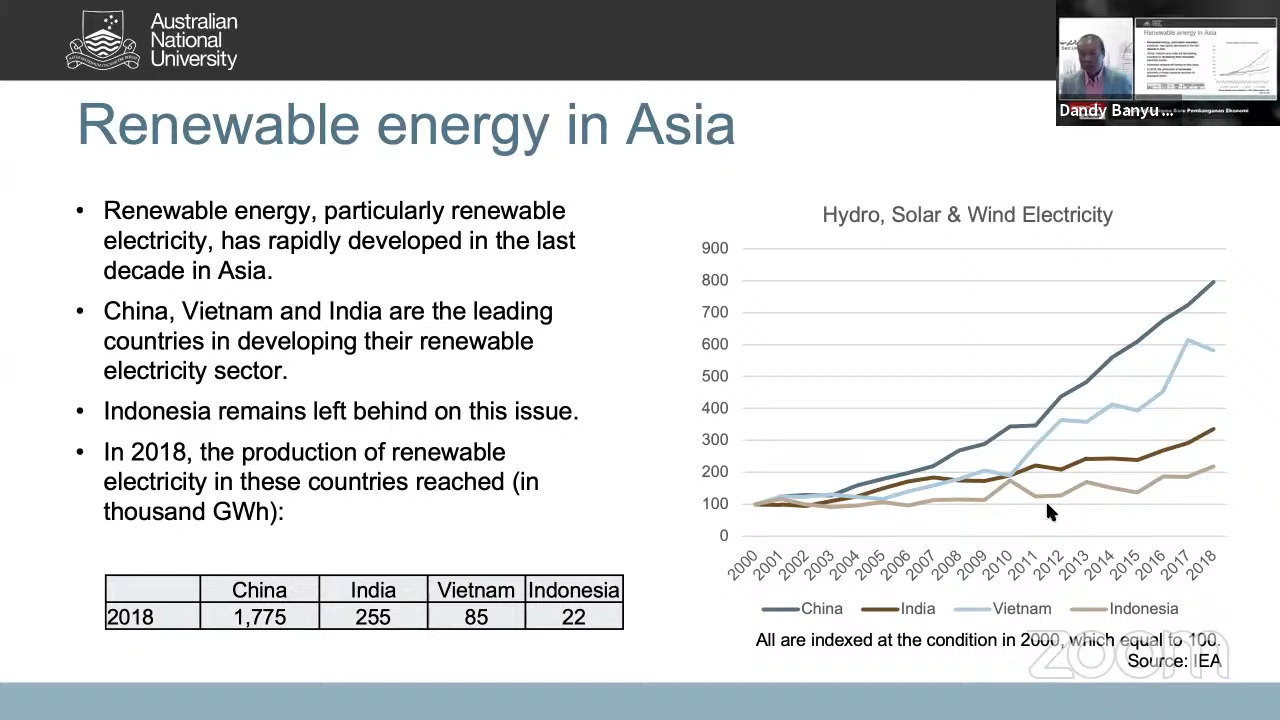 Australian
National
University
Renewable energy in Asia
Dandy Banyu ...
Renewable energy in Asia
• Renewable energy, particularly renewable
electricity, has rapidly developed in the last
decade in Asia.
• China, Vietnam and India are the leading
countries in developing their renewable
electricity sector.
• Indonesia remains left behind on this issue.
• In 2018, the production of renewable
electricity in these countries reached (in
thousand GWh):
China India Vietnam Indonesia
2018 1,775 255 85 22
Hydro, Solar & Wind Electricity
900
800
700
600
500
400
300
200
100
0
2000 2001 2002 2003 2004 2005 2006 2007 2008 2009 2010 2011 2012 2013 2014 2015 2016 2017 2018
China India Vietnam Indonesia
All are indexed at the condition in 2000, which equal to 100.
Source: IEA
zoom